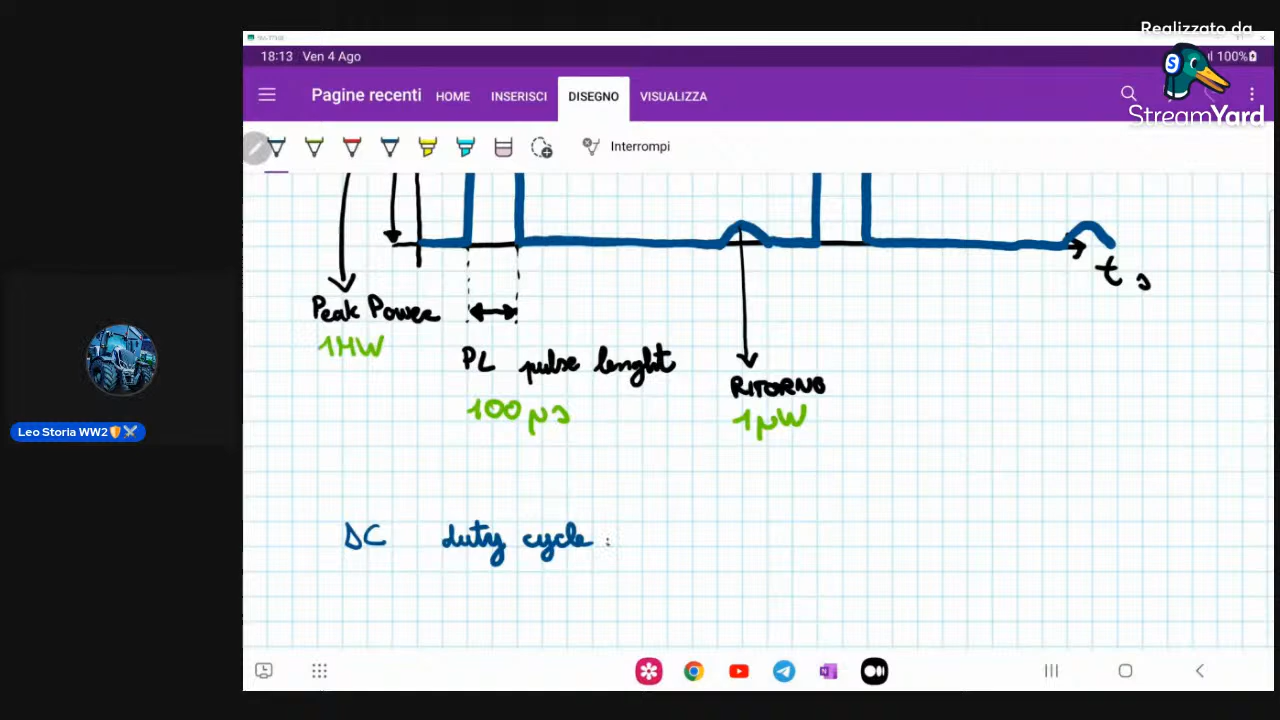 Realizzato da
StreamYard
18:13 Ven 4 Ago
100%
Pagine recenti HOME INSERISCI DISEGNO VISUALIZZA
Interrompi
t s
Peak Power
1MW
PL pulse lenght
100 µs
RITORNO
1µW
Leo Storia WW2
DC duty cycle :